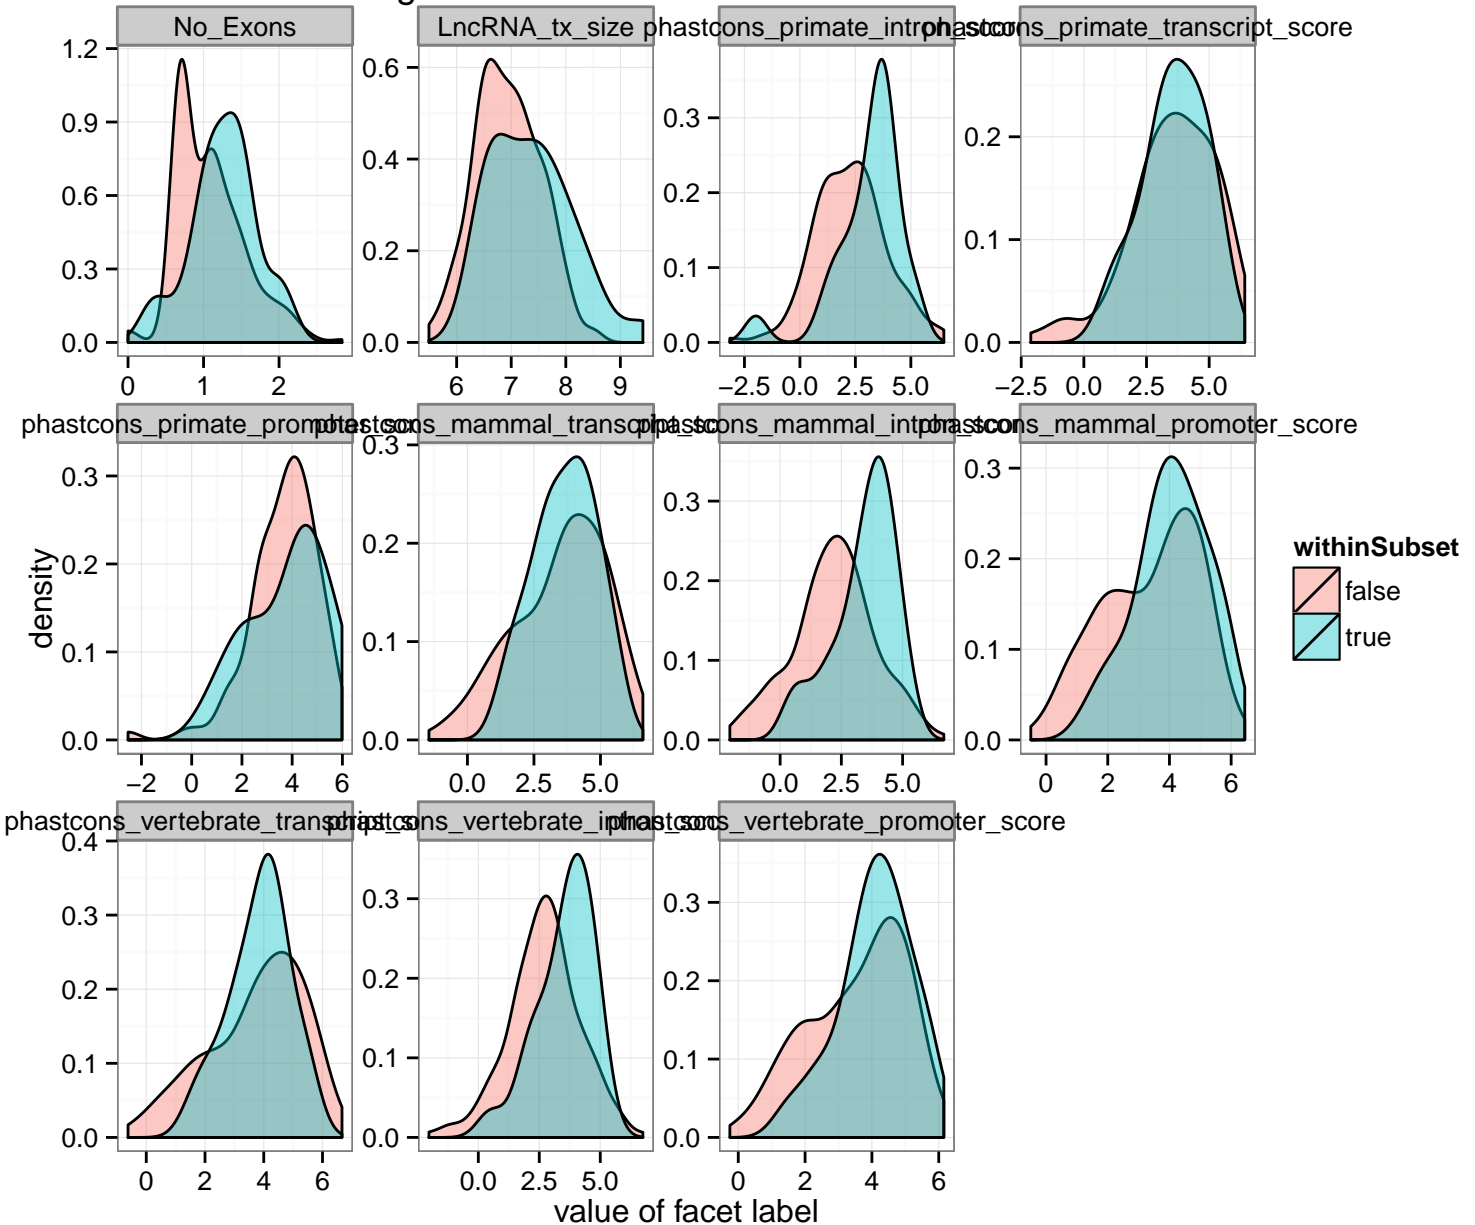 g
No_Exons
LncRNA_tx_size
phastcons_primate_intron_score
phastcons_primate_transcript_score
1.2
0.9
0.6
0.3
0.0
0 1 2
0.6
0.4
0.2
0.0
6 7 8 9
0.3
0.2
0.1
0.0
−2.5 0.0 2.5 5.0
0.2
0.1
0.0
−2.5 0.0 2.5 5.0
phastcons_primate_promoter_score
phastcons_mammal_transcript_score
phastcons_mammal_intron_score
phastcons_mammal_promoter_score
0.3
0.2
0.1
0.0
−2 0 2 4 6
0.3
0.2
0.1
0.0
0.0 2.5 5.0
0.3
0.2
0.1
0.0
0.0 2.5 5.0
0.3
0.2
0.1
0.0
0 2 4 6
phastcons_vertebrate_transcript_score
phastcons_vertebrate_intron_score
phastcons_vertebrate_promoter_score
0.4
0.3
0.2
0.1
0.0
0 2 4 6
0.3
0.2
0.1
0.0
0.0 2.5 5.0
0.3
0.2
0.1
0.0
0 2 4 6
density
value of facet label
withinSubset
false
true